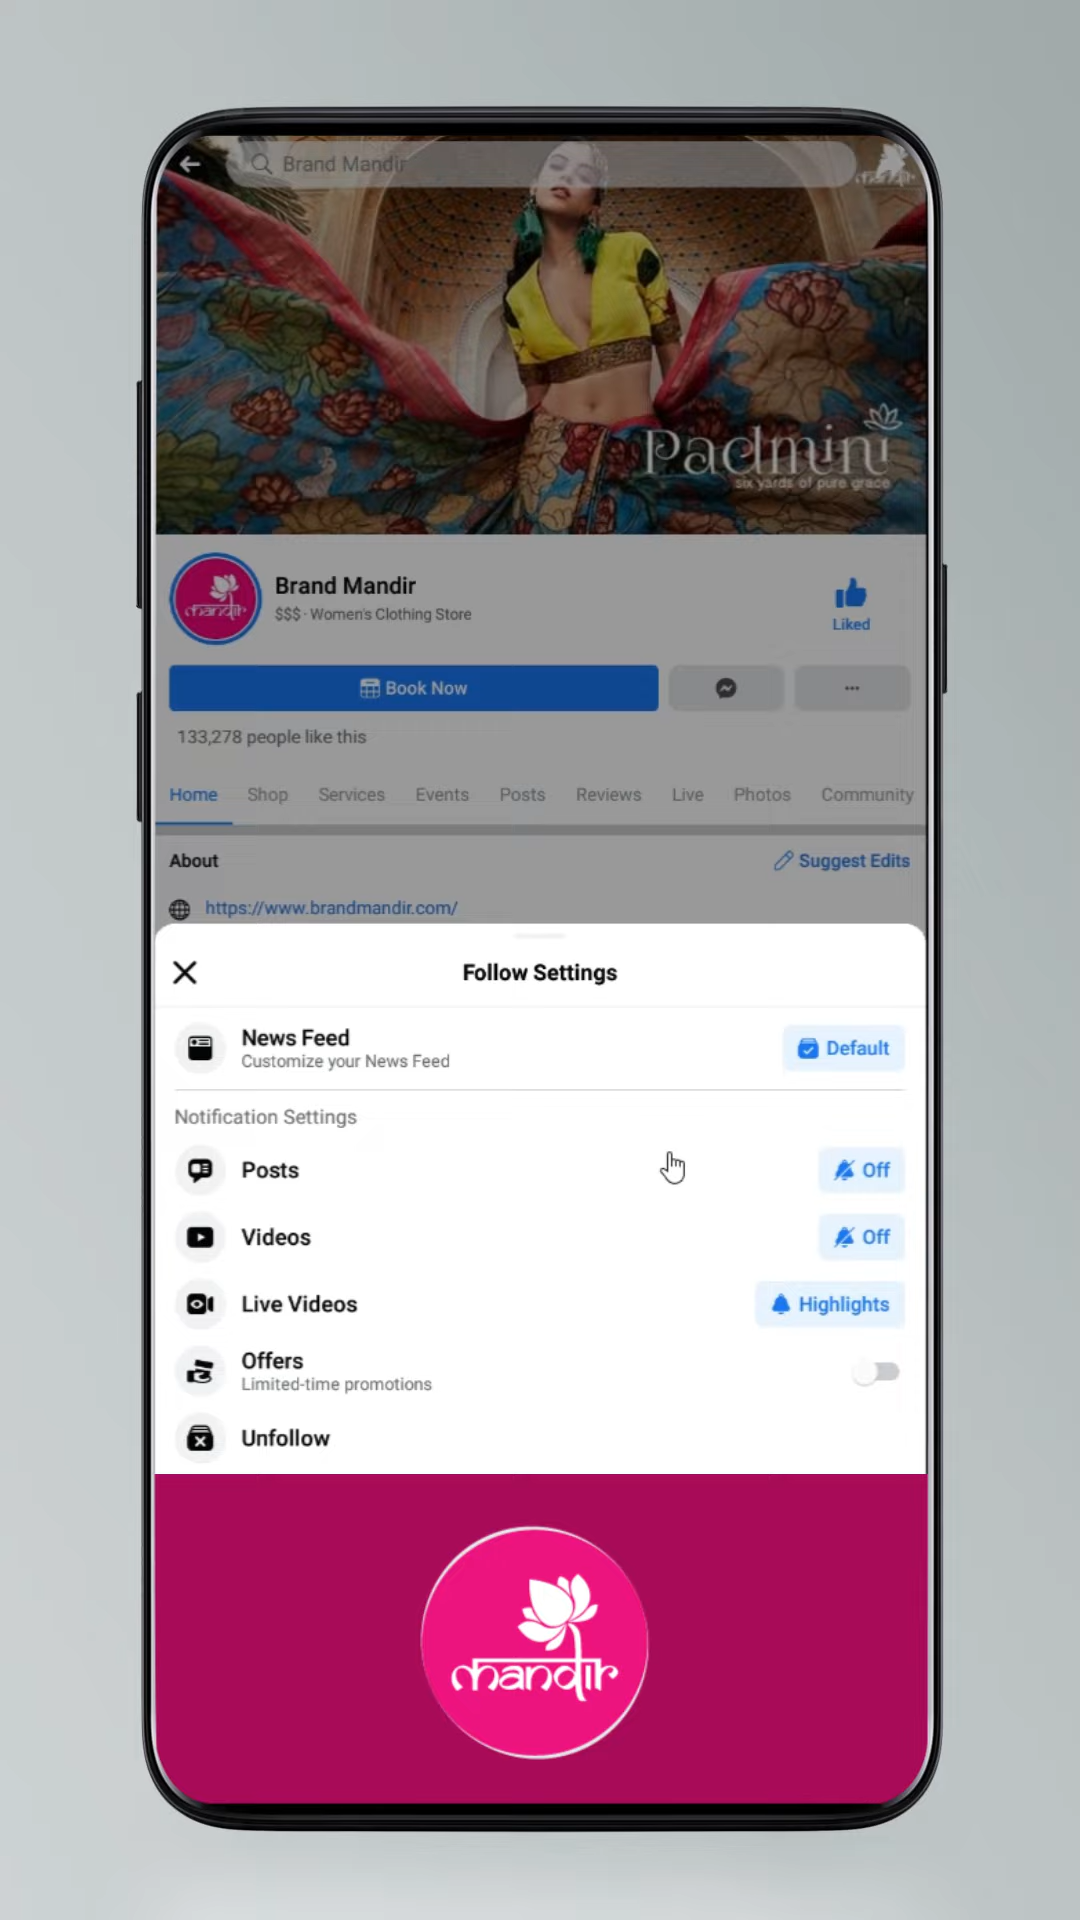 Brand Mandir
mandir
Padmini
six yards of pure grace
mandir
Brand Mandir
$$$ · Women's Clothing Store
Liked
Book Now
133,278 people like this
Home Shop Services Events Posts Reviews Live Photos Community
About
Suggest Edits
https://www.brandmandir.com/
Follow Settings
News Feed
Default
Customize your News Feed
Notification Settings
Posts
Off
Videos
Off
Live Videos
Highlights
Offers
Limited-time promotions
Unfollow
mandir